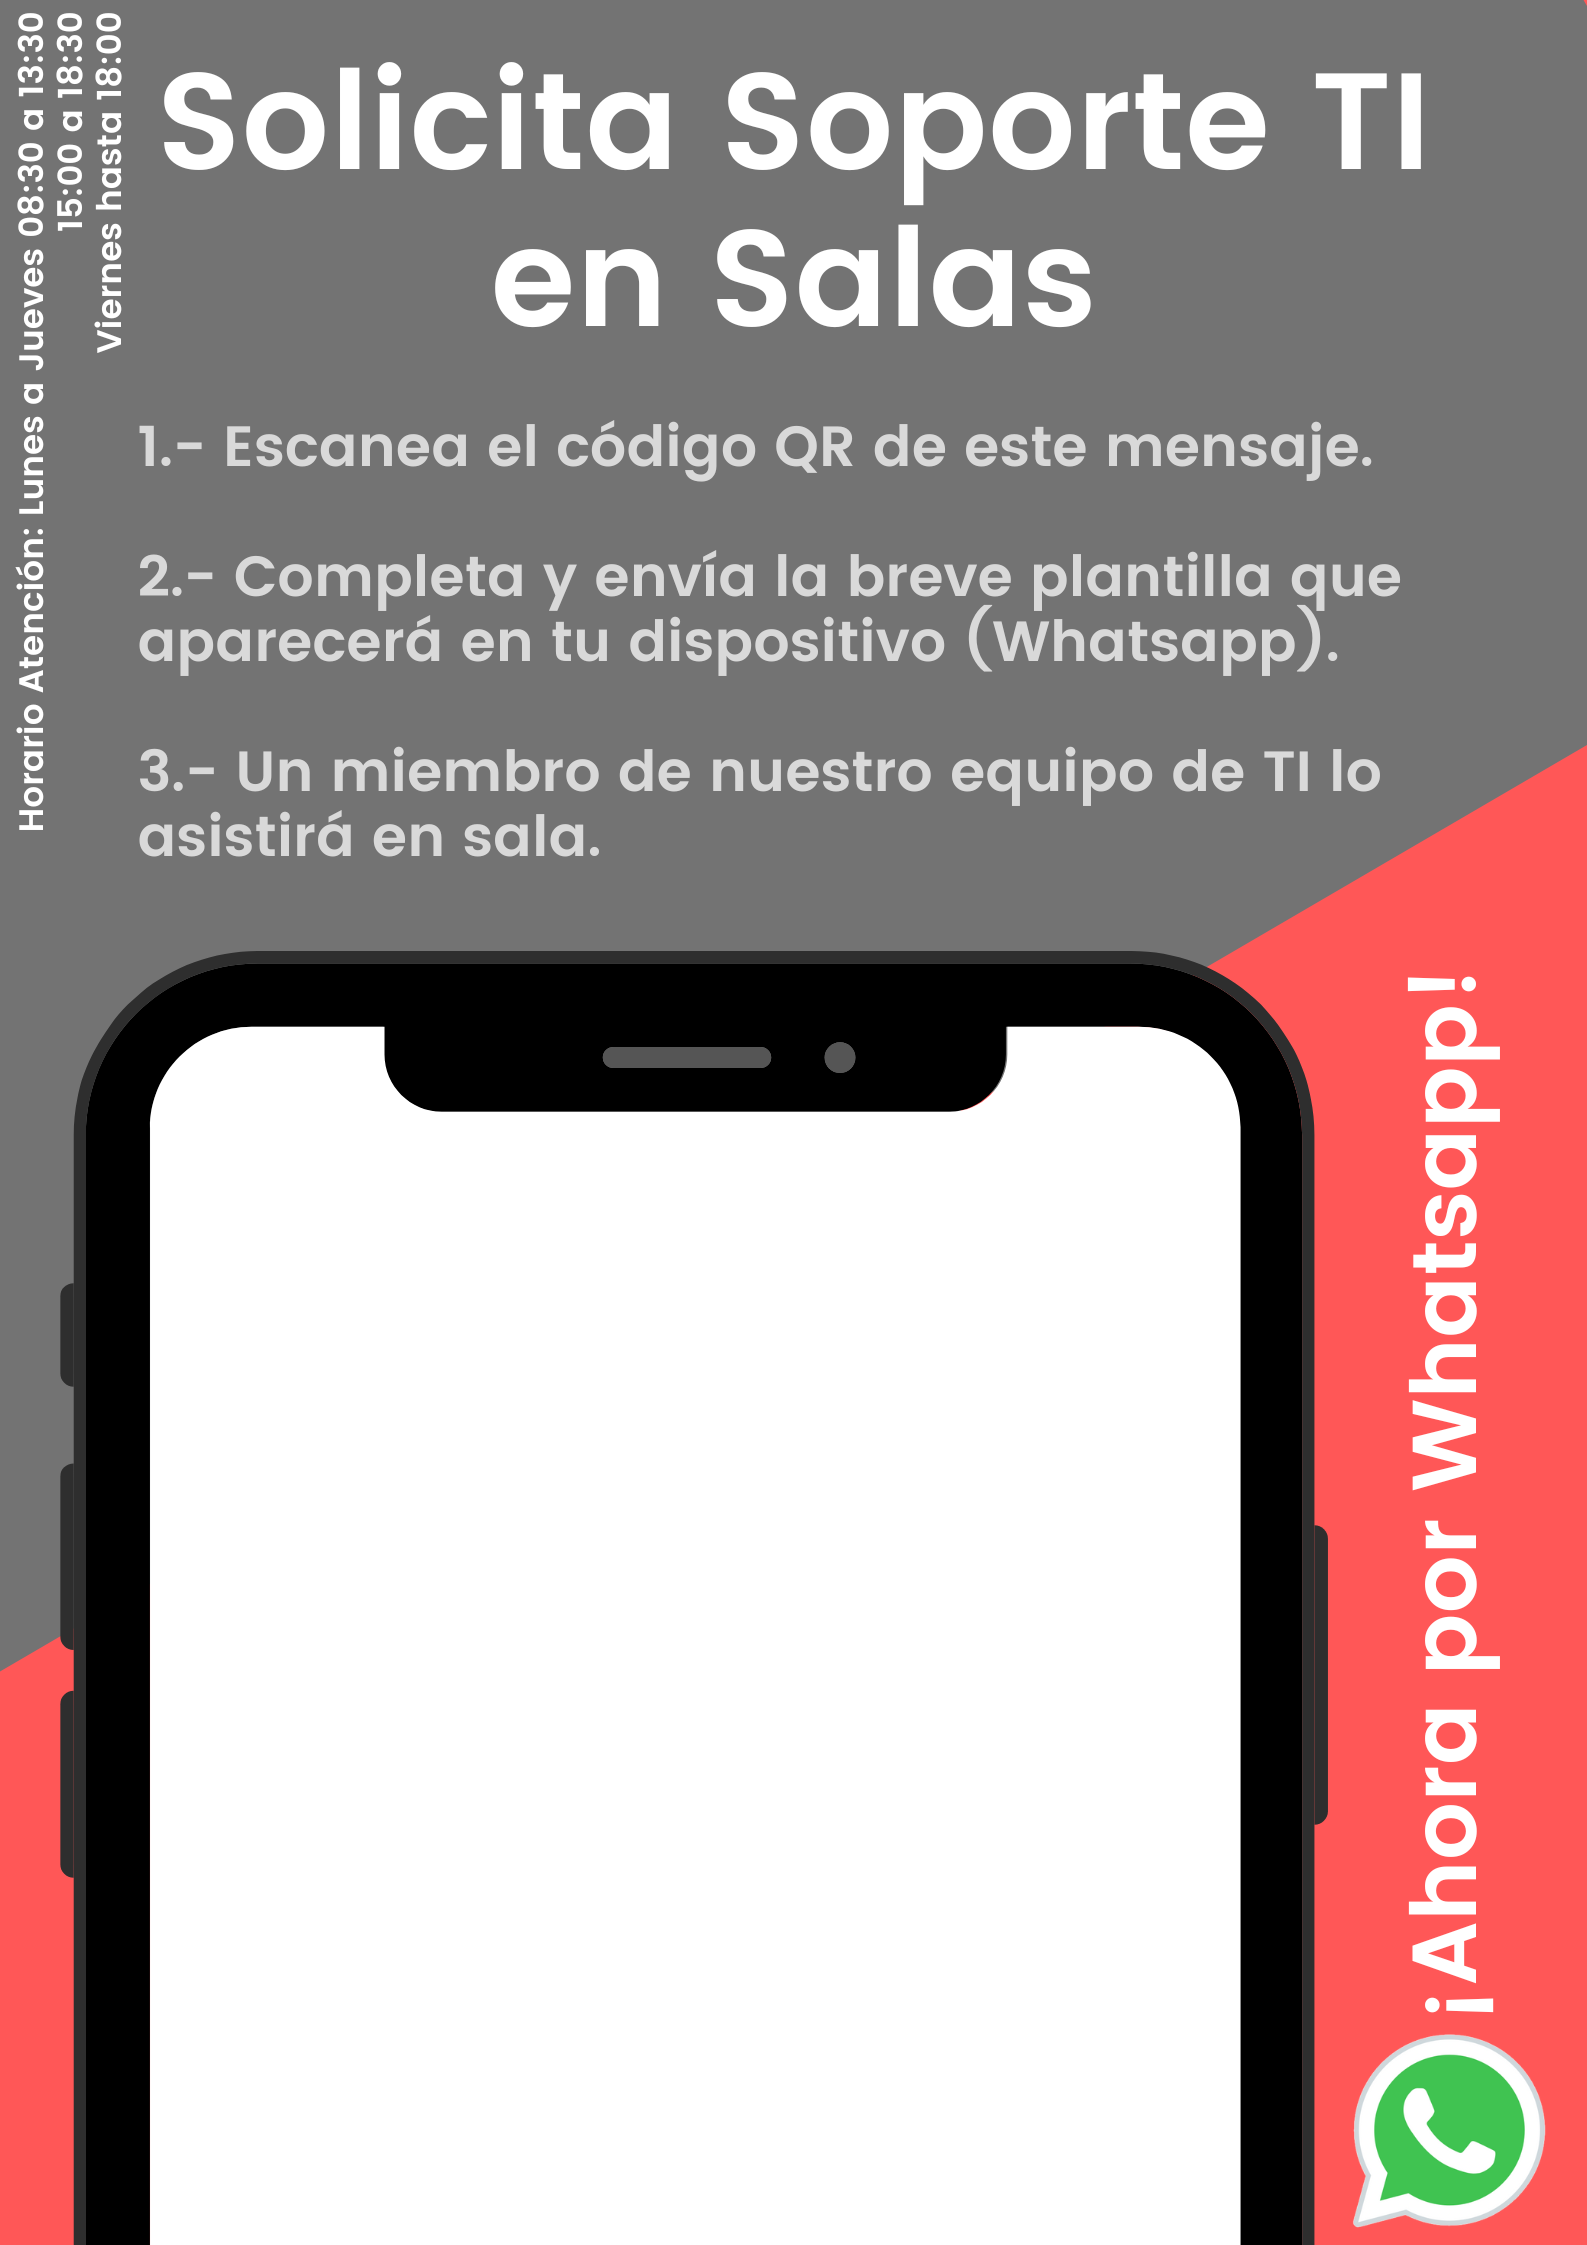 Horario Atención: Lunes a Jueves 08:30 a 13:30
15:00 a 18:30
Viernes hasta 18:00
Solicita Soporte TI
en Salas
1.- Escanea el código QR de este mensaje.
2.- Completa y envía la breve plantilla que
aparecerá en tu dispositivo (Whatsapp).
3.- Un miembro de nuestro equipo de TI lo
asistirá en sala.
¡Ahora por Whatsapp!